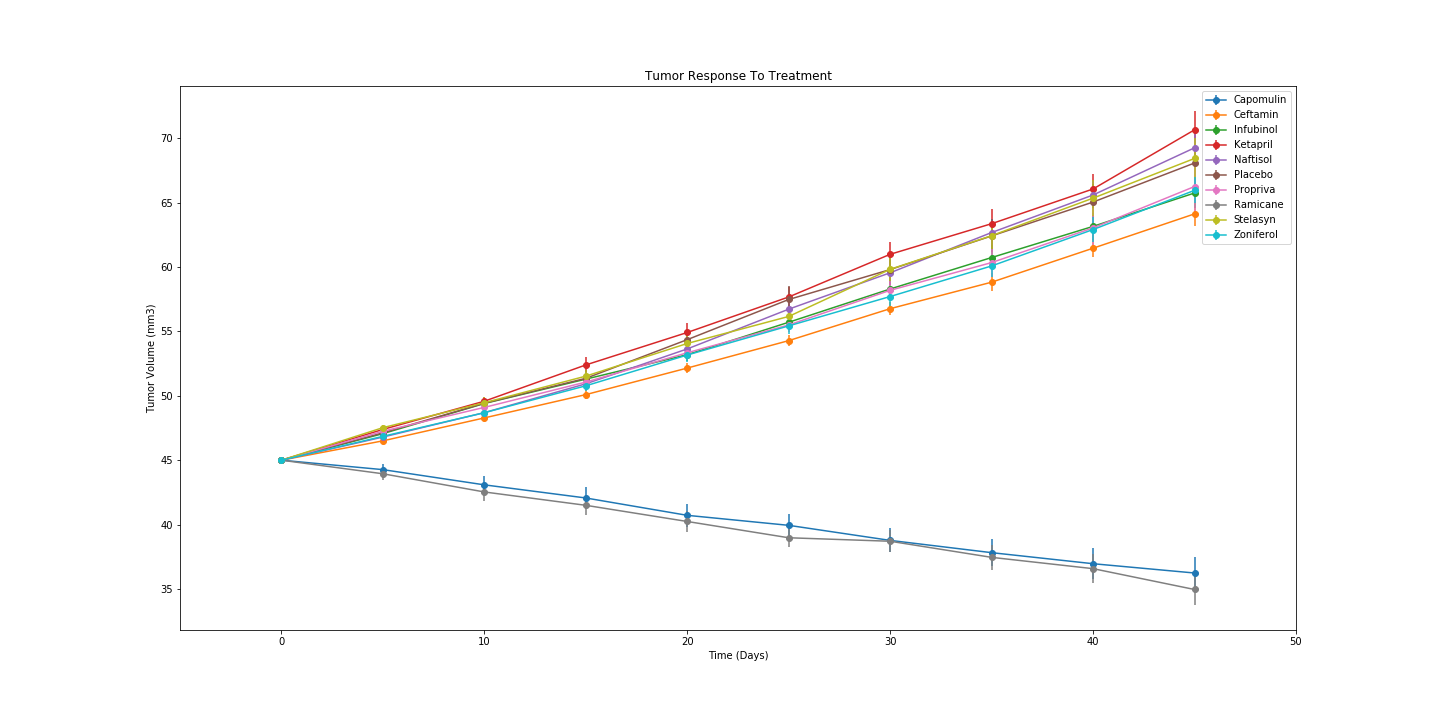 Tumor Response To Treatment
Tumor Volume (mm3)
70
65
60
55
50
45
40
35
0
10
20
30
40
50
Time (Days)
Capomulin
Ceftamin
Infubinol
Ketapril
Naftisol
Placebo
Propriva
Ramicane
Stelasyn
Zoniferol